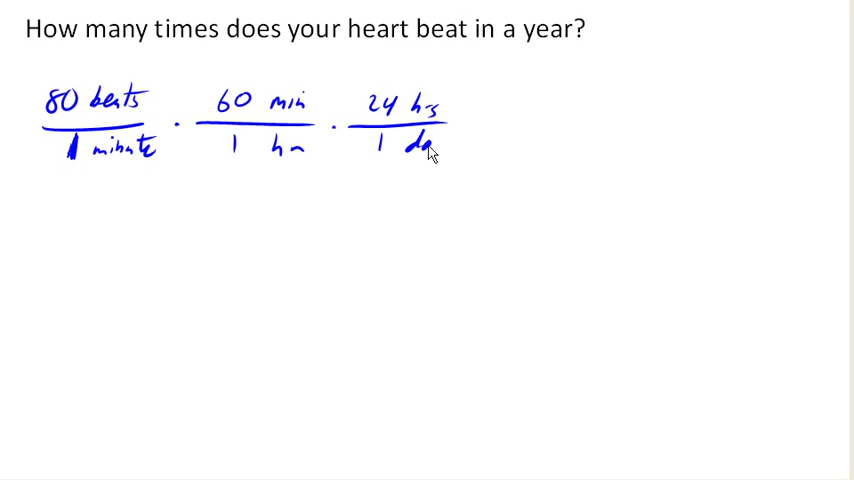 How many times does your heart beat in a year?
80 beats / 1 minute · 60 min / 1 hr · 24 hrs / 1 da